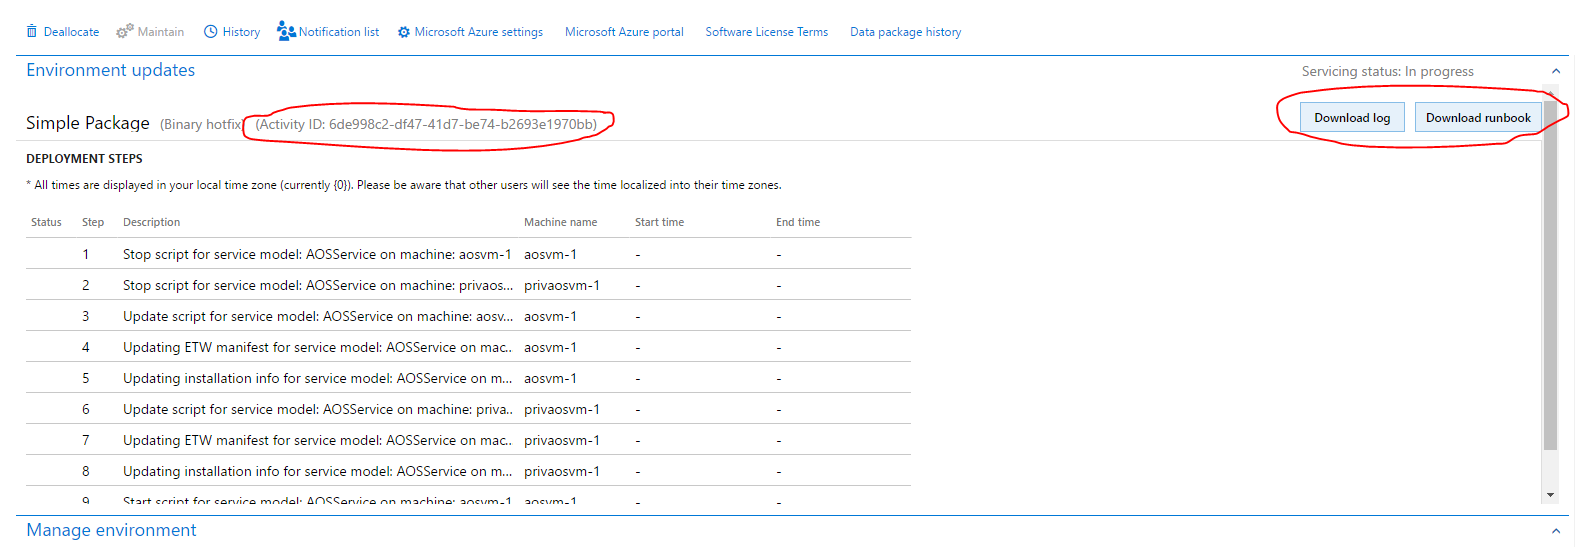 Deallocate Maintain History Notification list Microsoft Azure settings Microsoft Azure portal Software License Terms Data package history
Environment updates Servicing status: In progress
Simple Package (Binary hotfix) (Activity ID: 6de998c2-df47-41d7-be74-b2693e1970bb) Download log Download runbook
DEPLOYMENT STEPS
* All times are displayed in your local time zone (currently {0}). Please be aware that other users will see the time localized into their time zones.
Status Step Description Machine name Start time End time
1 Stop script for service model: AOSService on machine: aosvm-1 aosvm-1 - -
2 Stop script for service model: AOSService on machine: privaos... privaosvm-1 - -
3 Update script for service model: AOSService on machine: aosv... aosvm-1 - -
4 Updating ETW manifest for service model: AOSService on mac.. aosvm-1 - -
5 Updating installation info for service model: AOSService on m... aosvm-1 - -
6 Update script for service model: AOSService on machine: priva.. privaosvm-1 - -
7 Updating ETW manifest for service model: AOSService on mac.. privaosvm-1 - -
8 Updating installation info for service model: AOSService on m... privaosvm-1 - -
9 Start script for service model: AOSService on machine: aosvm-1 aosvm-1 - -
Manage environment